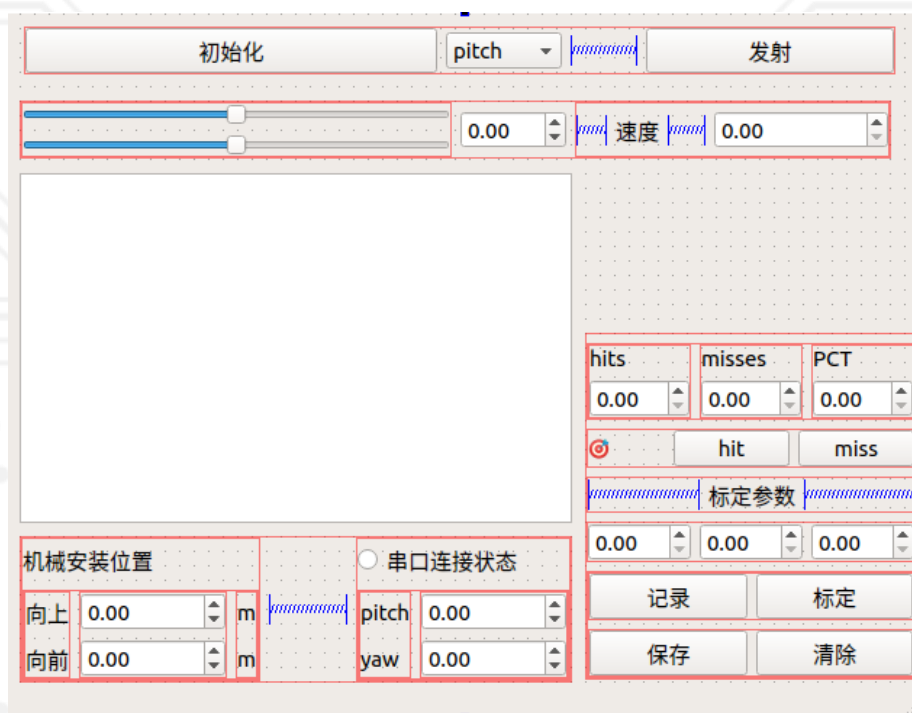 初始化 pitch 发射
0.00 速度 0.00
hits misses PCT
0.00 0.00 0.00
hit miss
标定参数
0.00 0.00 0.00
记录 标定
保存 清除
机械安装位置 串口连接状态
向上 0.00 m pitch 0.00
向前 0.00 m yaw 0.00